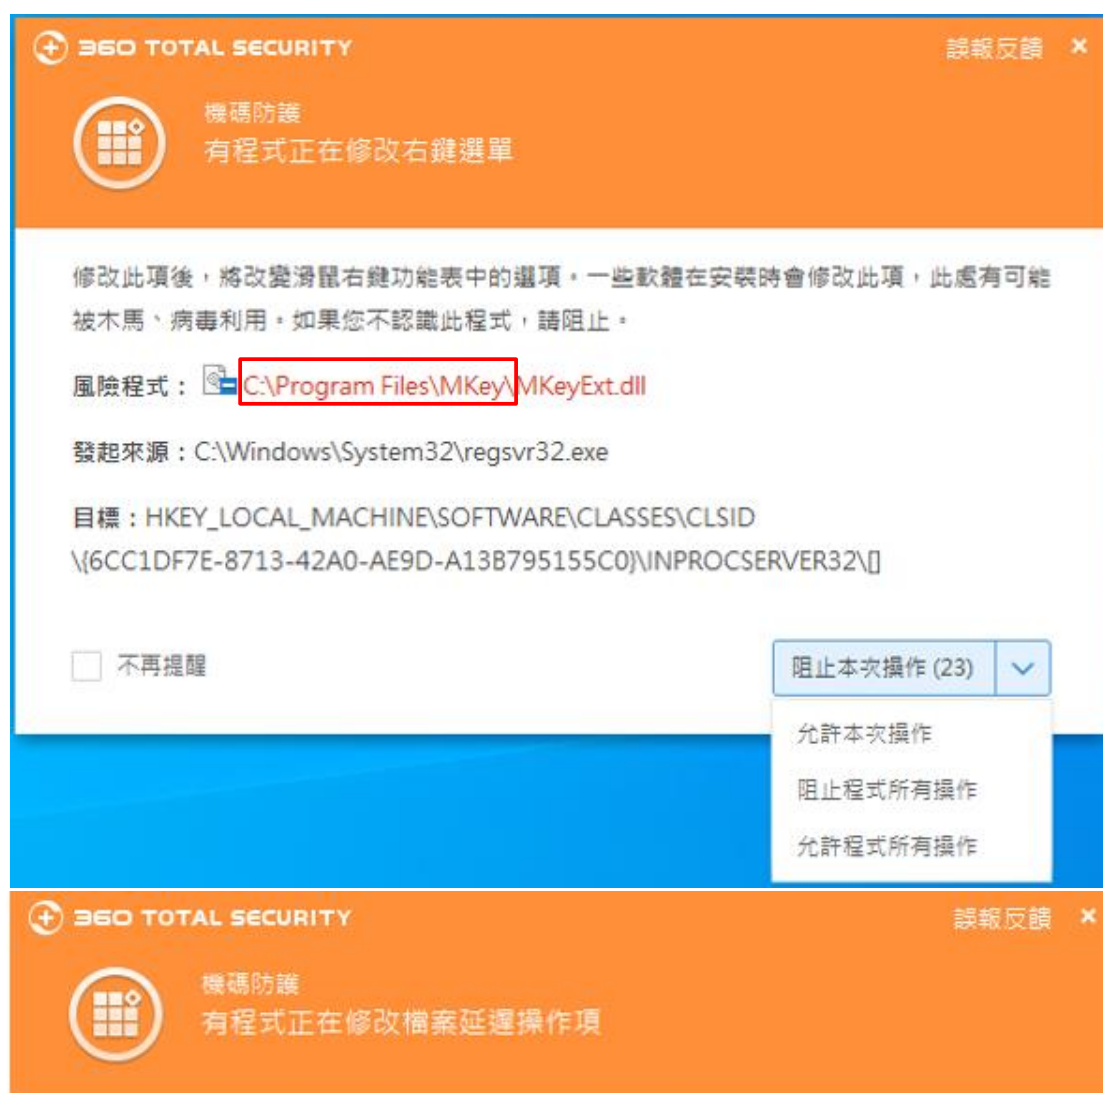 360 TOTAL SECURITY 誤報反饋 ×
機碼防護
有程式正在修改右鍵選單
修改此項後，將改變滑鼠右鍵功能表中的選項。一些軟體在安裝時會修改此項，此處有可能
被木馬、病毒利用。如果您不認識此程式，請阻止。
風險程式： C:\Program Files\MKey\MKeyExt.dll
發起來源：C:\Windows\System32\regsvr32.exe
目標：HKEY_LOCAL_MACHINE\SOFTWARE\CLASSES\CLSID
\{6CC1DF7E-8713-42A0-AE9D-A13B795155C0}\INPROCSERVER32\[]
不再提醒 阻止本次操作 (23)
允許本次操作
阻止程式所有操作
允許程式所有操作
360 TOTAL SECURITY 誤報反饋 ×
機碼防護
有程式正在修改檔案延遲操作項